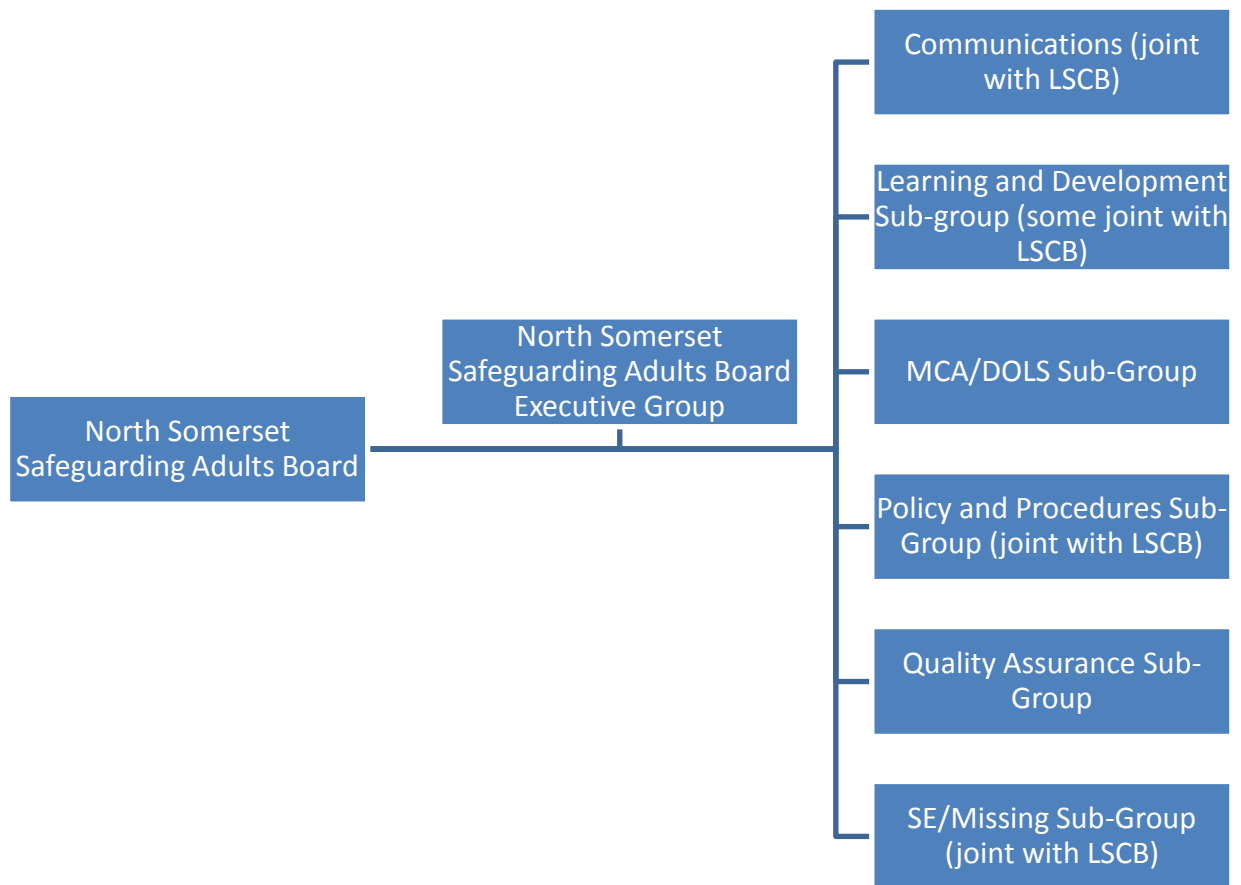 North Somerset
Safeguarding Adults Board
North Somerset
Safeguarding Adults Board
Executive Group
Communications (joint
with LSCB)
Learning and Development
Sub-group (some joint with
LSCB)
MCA/DOLS Sub-Group
Policy and Procedures Sub-
Group (joint with LSCB)
Quality Assurance Sub-
Group
SE/Missing Sub-Group
(joint with LSCB)